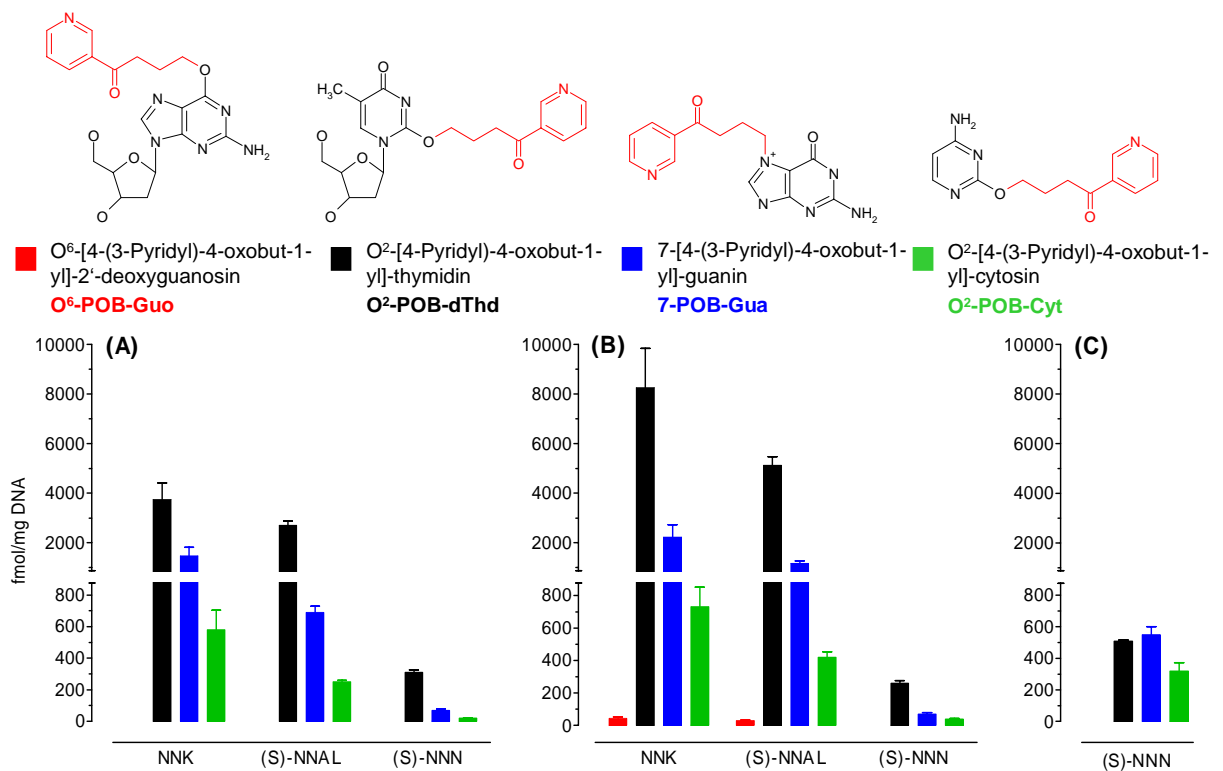 N
O
O
N
N
N
N
NH₂
O
O
O
O
H₃C
N
N
O
O
O
O
N
O
N
O
N
N⁺
O
N
N
N
NH₂
NH₂
N
N
O
O
N
O⁶-[4-(3-Pyridyl)-4-oxobut-1-
yl]-2‘-deoxyguanosin
O⁶-POB-Guo
O²-[4-Pyridyl)-4-oxobut-1-
yl]-thymidin
O²-POB-dThd
7-[4-(3-Pyridyl)-4-oxobut-1-
yl]-guanin
7-POB-Gua
O²-[4-(3-Pyridyl)-4-oxobut-1-
yl]-cytosin
O²-POB-Cyt
(A)
fmol/mg DNA
10000
8000
6000
4000
2000
800
600
400
200
0
NNK
(S)-NNAL
(S)-NNN
(B)
10000
8000
6000
4000
2000
800
600
400
200
0
NNK
(S)-NNAL
(S)-NNN
(C)
10000
8000
6000
4000
2000
800
600
400
200
0
(S)-NNN